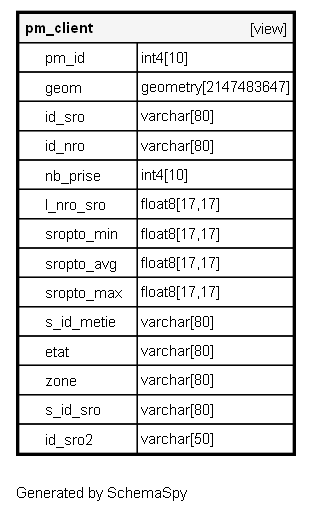 pm_client [view]
pm_id int4[10]
geom geometry[2147483647]
id_sro varchar[80]
id_nro varchar[80]
nb_prise int4[10]
l_nro_sro float8[17,17]
sropto_min float8[17,17]
sropto_avg float8[17,17]
sropto_max float8[17,17]
s_id_metie varchar[80]
etat varchar[80]
zone varchar[80]
s_id_sro varchar[80]
id_sro2 varchar[50]
Generated by SchemaSpy